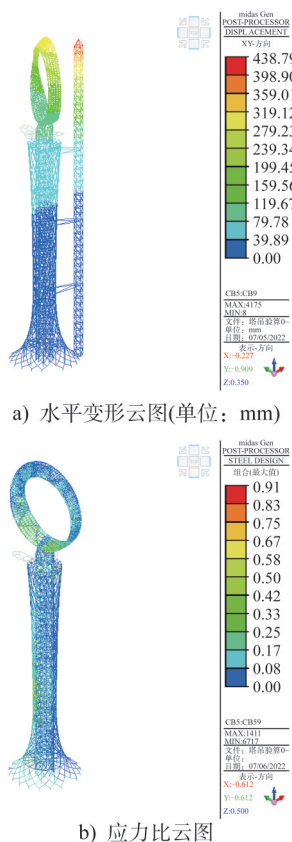 midas Gen
POST-PROCESSOR
DISPLACEMENT
XY-方向
438.79
398.90
359.01
319.12
279.23
239.34
199.45
159.56
119.67
79.78
39.89
0.00
CB5:CB9
MAX:4175
MIN:8
文件：塔吊验算0~
单位：mm
日期：07/05/2022
表示-方向
X:-0.227
Y:-0.909
Z:0.350
a) 水平变形云图(单位：mm)
midas Gen
POST-PROCESSOR
STEEL DESIGN
组合(最大值)
0.91
0.83
0.75
0.67
0.58
0.50
0.42
0.33
0.25
0.17
0.08
0.00
CB5:CB59
MAX:1411
MIN:6717
文件：塔吊验算0~
单位：
日期：07/06/2022
表示-方向
X:-0.612
Y:-0.612
Z:0.500
b) 应力比云图